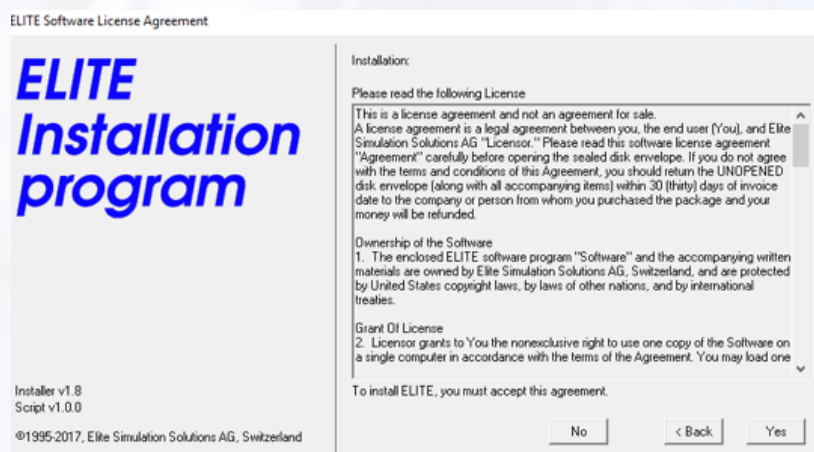 ELITE Software License Agreement
ELITE
Installation
program
Installer v1.8
Script v1.0.0
©1995-2017, Elite Simulation Solutions AG, Switzerland
Installation:
Please read the following License
This is a license agreement and not an agreement for sale.
A license agreement is a legal agreement between you, the end user (You), and Elite
Simulation Solutions AG "Licensor." Please read this software license agreement
"Agreement" carefully before opening the sealed disk envelope. If you do not agree
with the terms and conditions of this Agreement, you should return the UNOPENED
disk envelope (along with all accompanying items) within 30 (thirty) days of invoice
date to the company or person from whom you purchased the package and your
money will be refunded.
Ownership of the Software
1. The enclosed ELITE software program "Software" and the accompanying written
materials are owned by Elite Simulation Solutions AG, Switzerland, and are protected
by United States copyright laws, by laws of other nations, and by international
treaties.
Grant Of License
2. Licensor grants to You the nonexclusive right to use one copy of the Software on
a single computer in accordance with the terms of the Agreement. You may load one
To install ELITE, you must accept this agreement.
No
< Back
Yes